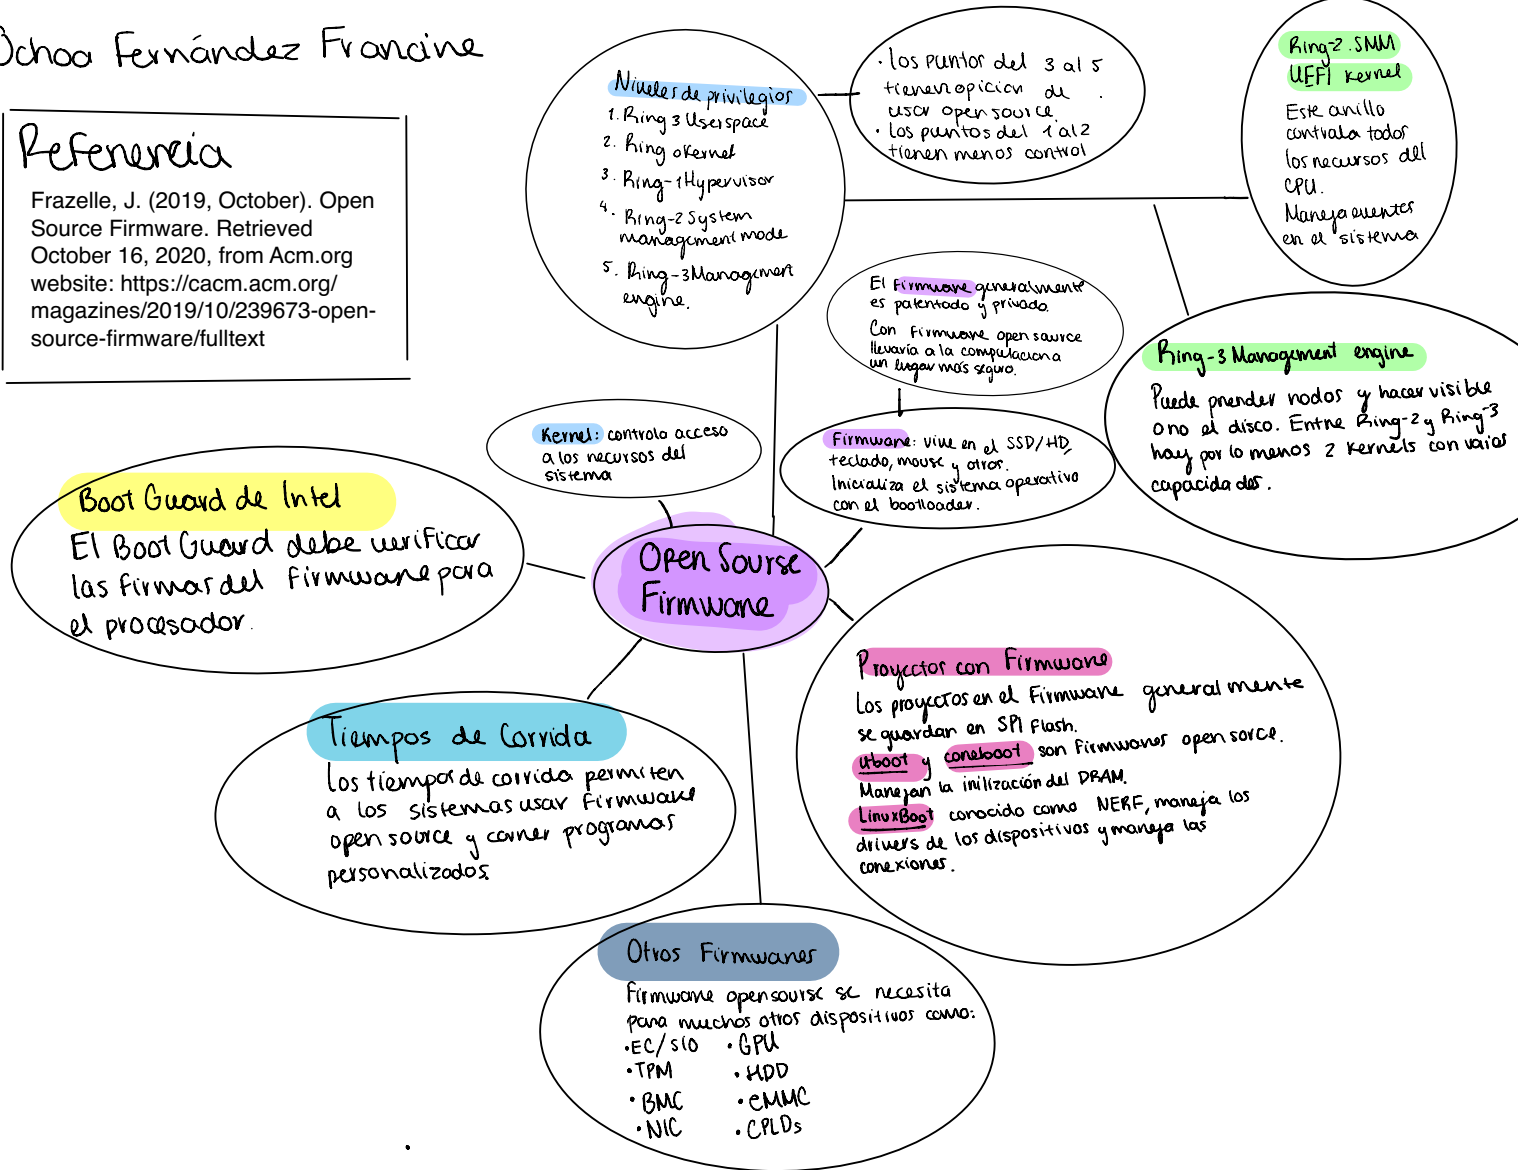 Ochoa Fernández Francine
Referencia
Frazelle, J. (2019, October). Open
Source Firmware. Retrieved
October 16, 2020, from Acm.org
website: https://cacm.acm.org/
magazines/2019/10/239673-open-
source-firmware/fulltext
Niveles de privilegios
1. Ring 3 Userspace
2. Ring 0 Kernel
3. Ring-1 Hypervisor
4. Ring-2 System
management mode
5. Ring-3 Management
engine.
• Los puntos del 3 al 5
tienen opicion de
usar open source.
• Los puntos del 1 al 2
tienen menos control
Ring-2. SMM
UEFI kernel
Este anillo
controla todos
los recursos del
CPU.
Maneja eventes
en el sistema
El Firmware generalmente
es patentado y privado.
Con Firmware open source
llevaría a la computacion a
un lugar más seguro.
Ring-3 Management engine
Puede prender nodos y hacer visible
o no el disco. Entre Ring-2 y Ring-3
hay por lo menos 2 Kernels con varias
capacidades.
Kernel: controla acceso
a los recursos del
sistema
Firmware: vive en el SSD/HD,
teclado, mouse y otros.
Inicializa el sistema operativo
con el bootloader.
Boot Guard de Intel
El Boot Guard debe verificar
las firmas del firmware para
el procesador.
Open Sourse
Firmware
Tiempos de Corrida
Los tiempos de corrida permiten
a los sistemas usar Firmware
open source y correr programas
personalizados.
Proyectos con Firmware
Los proyectos en el Firmware generalmente
se guardan en SPI Flash.
Uboot y coreboot son firmwares open sorce.
Manejan la inilización del DRAM.
LinuxBoot conocido como NERF, maneja los
drivers de los dispositivos y maneja las
conexiones.
Otros Firmwares
Firmware opensourse se necesita
para muchos otros dispositivos como:
• EC/SIO • GPU
• TPM • HDD
• BMC • eMMC
• NIC • CPLDs